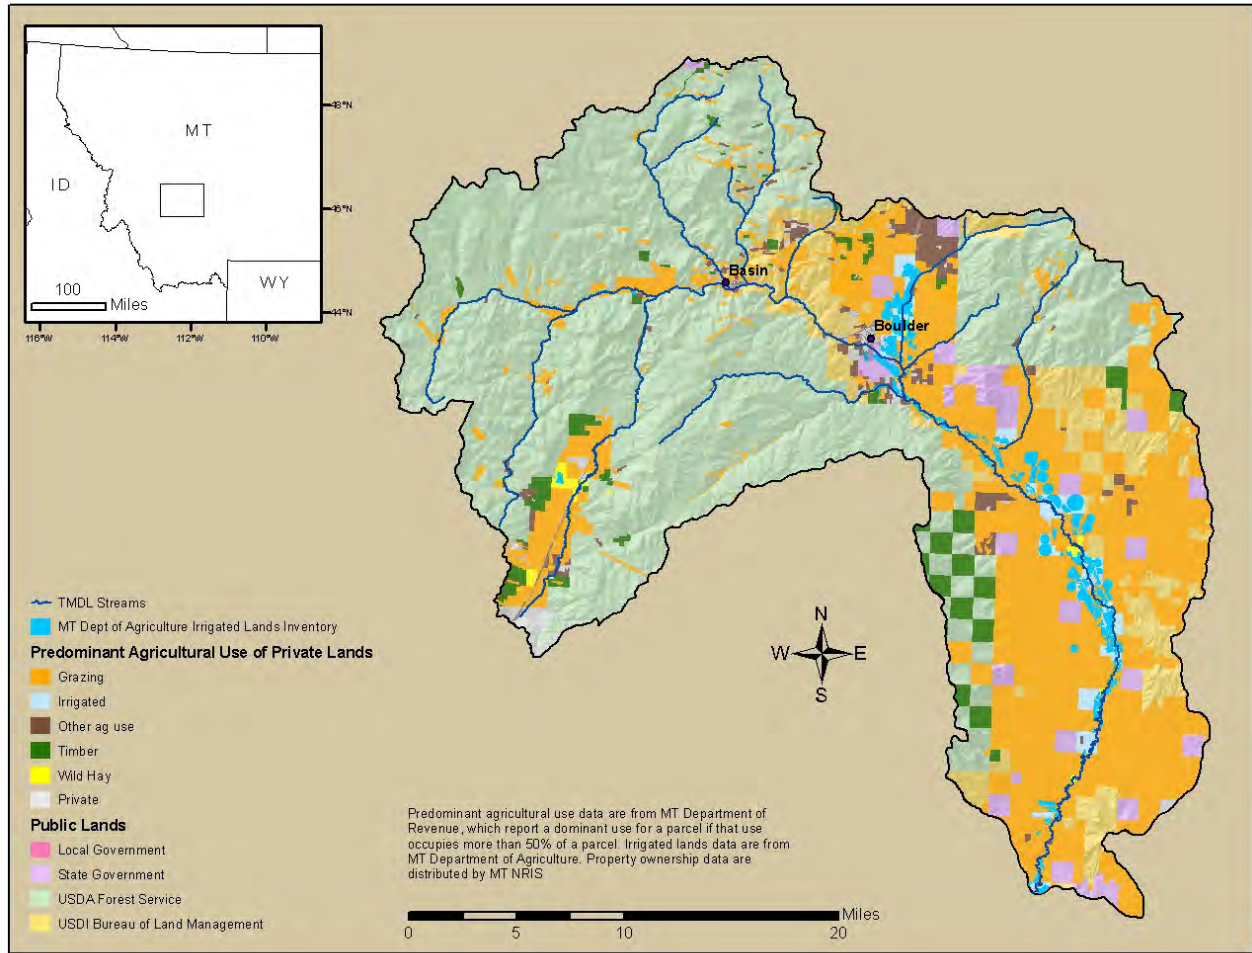 MT
ID
WY
100
Miles
48°N
46°N
44°N
116°W
114°W
112°W
110°W
Basin
Boulder
TMDL Streams
MT Dept of Agriculture Irrigated Lands Inventory
Predominant Agricultural Use of Private Lands
Grazing
Irrigated
Other ag use
Timber
Wild Hay
Private
Public Lands
Local Government
State Government
USDA Forest Service
USDI Bureau of Land Management
N
W E
S
Predominant agricultural use data are from MT Department of
Revenue, which report a dominant use for a parcel if that use
occupies more than 50% of a parcel. Irrigated lands data are from
MT Department of Agriculture. Property ownership data are
distributed by MT NRIS
Miles
0 5 10 20